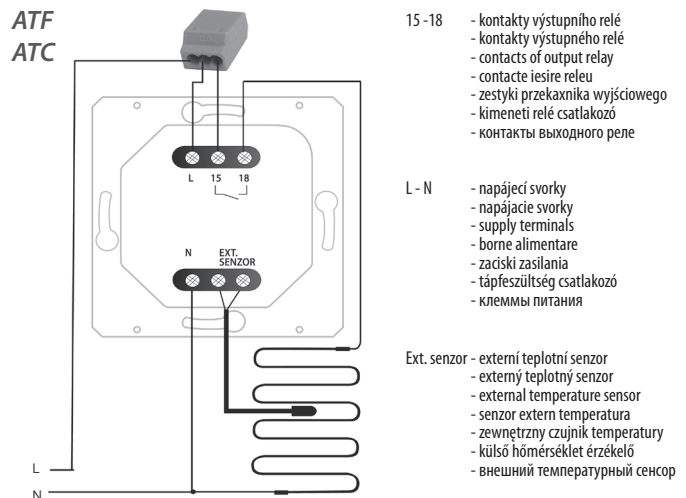 ATF
ATC
L 15 18
N EXT.
SENZOR
L
N
15 -18 - kontakty výstupního relé
- kontakty výstupného relé
- contacts of output relay
- contacte iesire releu
- zestyki przekaxnika wyjściowego
- kimeneti relé csatlakozó
- контакты выходного реле
L - N - napájecí svorky
- napájacie svorky
- supply terminals
- borne alimentare
- zaciski zasilania
- tápfeszültség csatlakozó
- клеммы питания
Ext. senzor - externí teplotní senzor
- externý teplotný senzor
- external temperature sensor
- senzor extern temperatura
- zewnętrzny czujnik temperatury
- külső hőmérséklet érzékelő
- внешний температурный сенсор